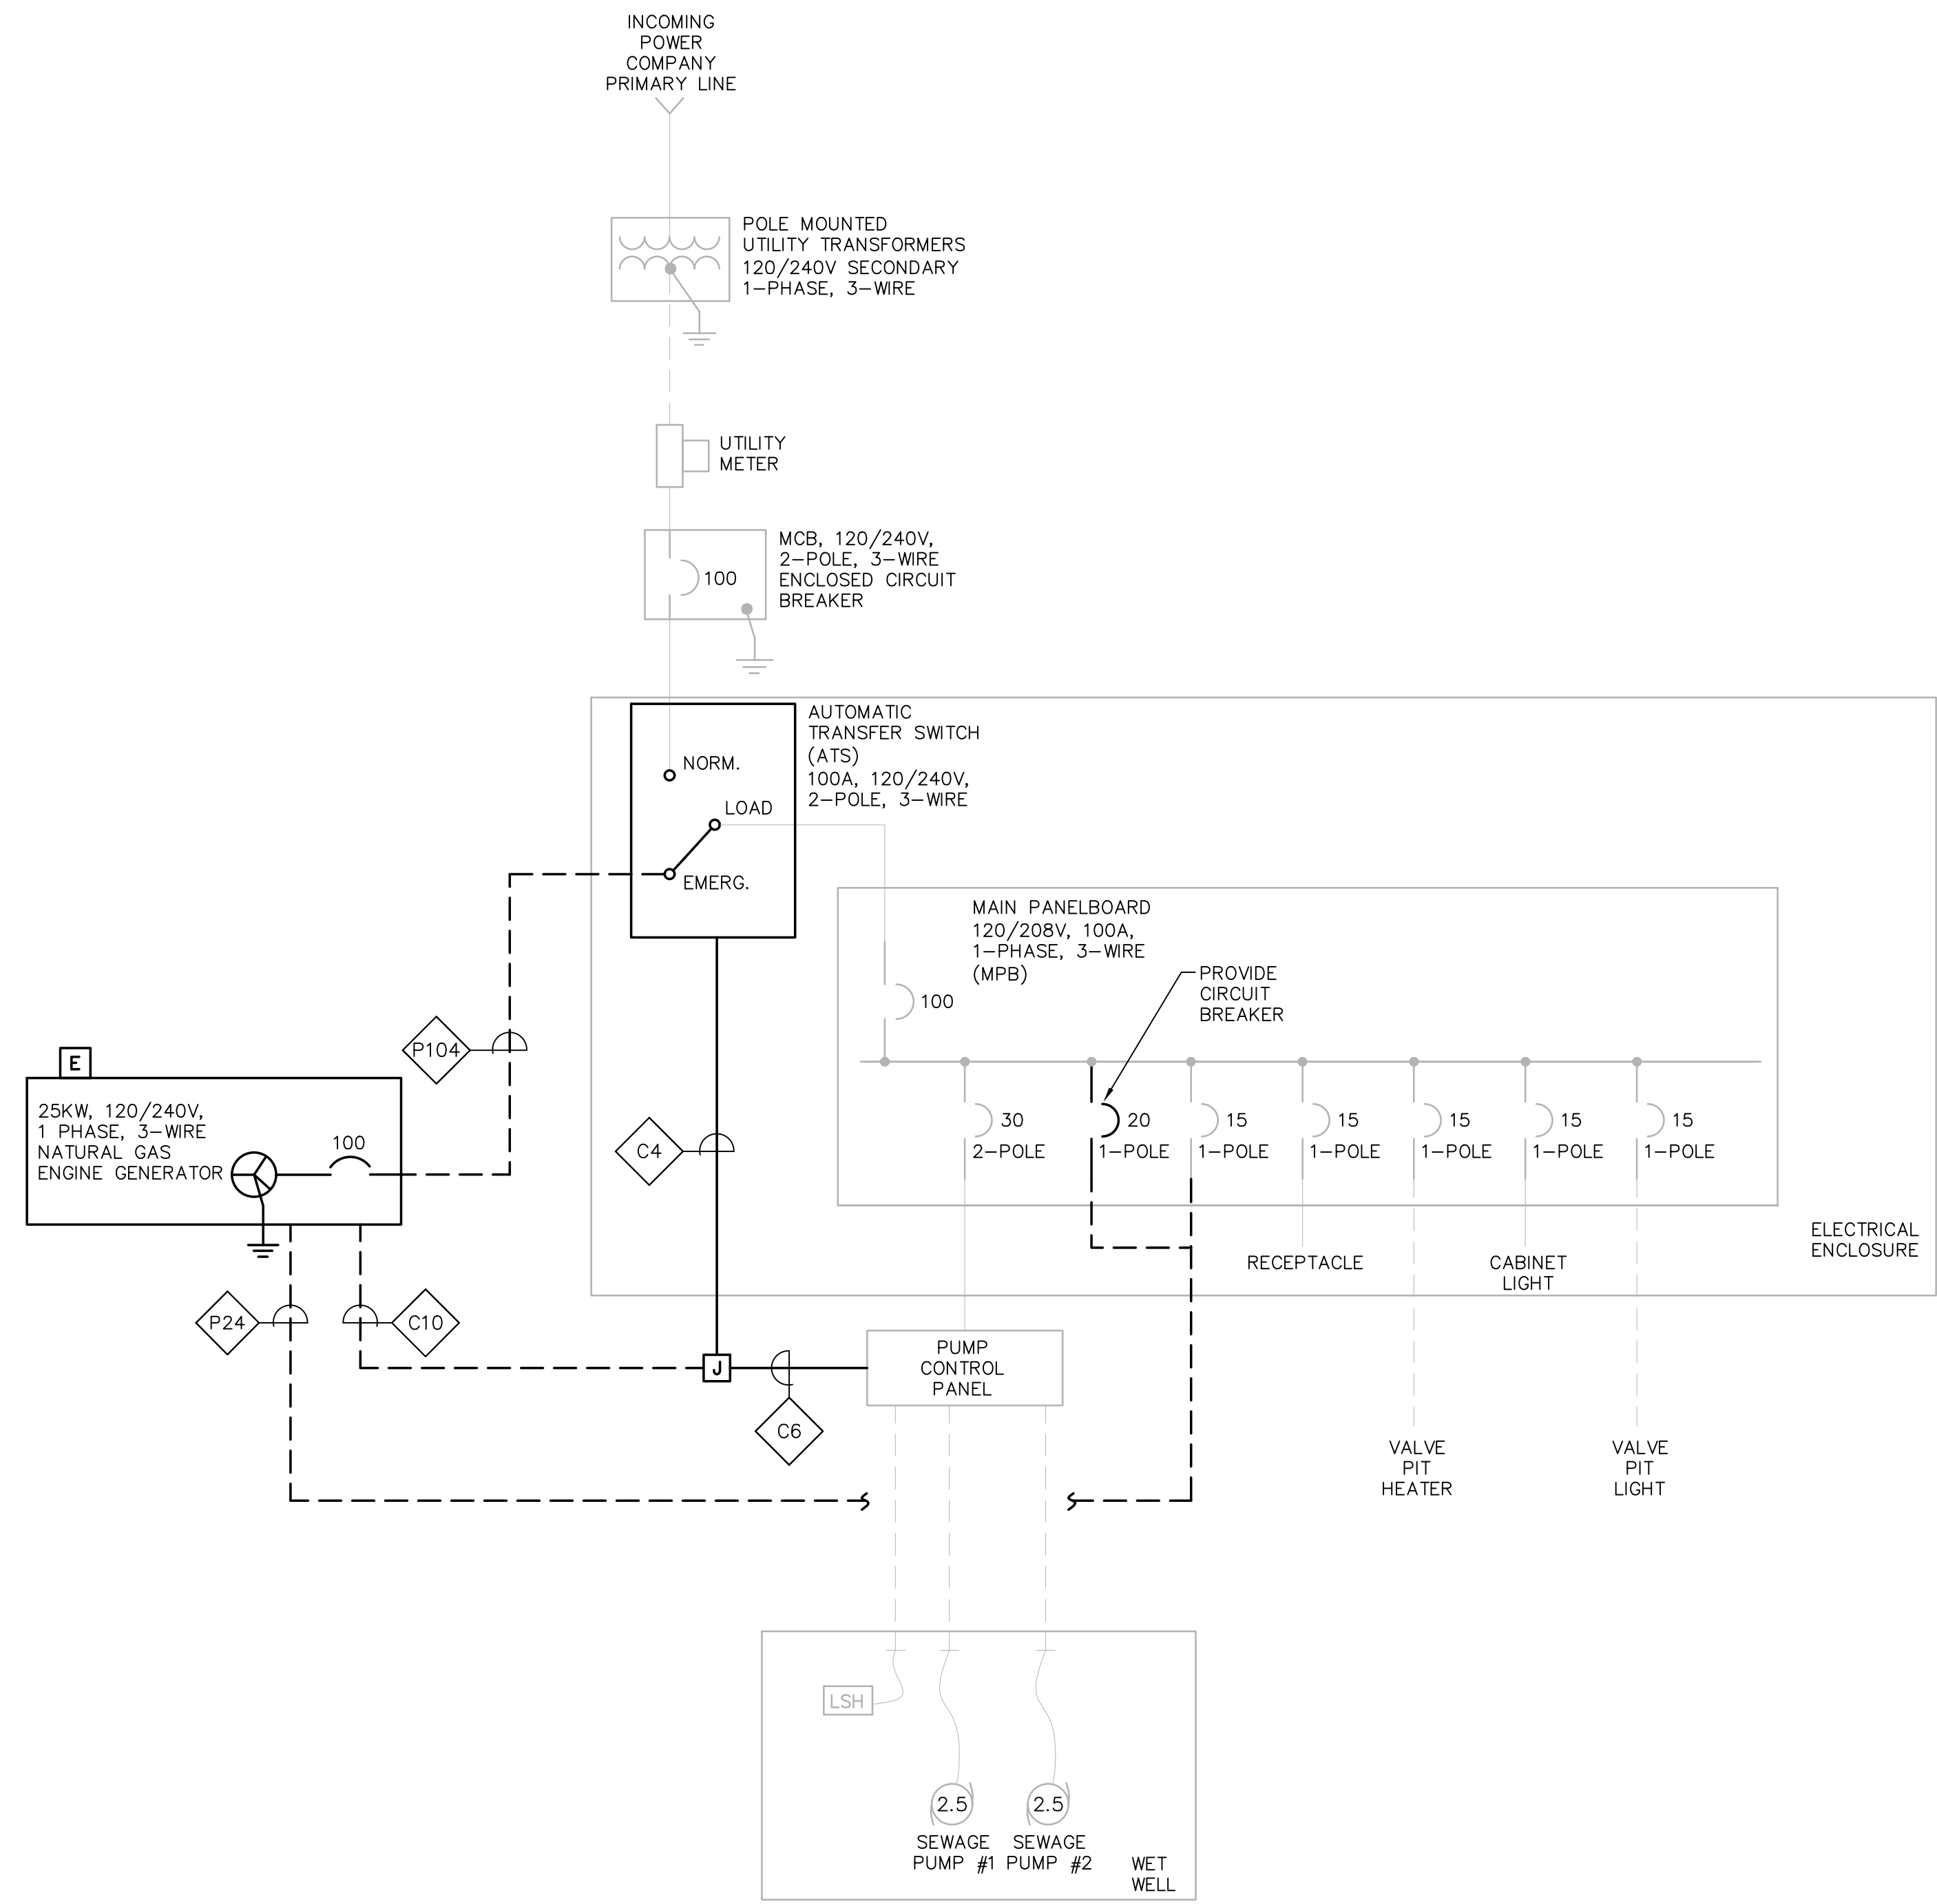 INCOMING
POWER
COMPANY
PRIMARY LINE
POLE MOUNTED
UTILITY TRANSFORMERS
120/240V SECONDARY
1-PHASE, 3-WIRE
UTILITY
METER
MCB, 120/240V,
2-POLE, 3-WIRE
ENCLOSED CIRCUIT
BREAKER
100
AUTOMATIC
TRANSFER SWITCH
(ATS)
100A, 120/240V,
2-POLE, 3-WIRE
NORM.
LOAD
EMERG.
MAIN PANELBOARD
120/208V, 100A,
1-PHASE, 3-WIRE
(MPB)
PROVIDE
CIRCUIT
BREAKER
100
P104
E
25KW, 120/240V,
1 PHASE, 3-WIRE
NATURAL GAS
ENGINE GENERATOR
100
C4
30
2-POLE
20
1-POLE
15
1-POLE
15
1-POLE
15
1-POLE
15
1-POLE
15
1-POLE
ELECTRICAL
ENCLOSURE
RECEPTACLE
CABINET
LIGHT
P24
C10
J
PUMP
CONTROL
PANEL
C6
VALVE
PIT
HEATER
VALVE
PIT
LIGHT
LSH
2.5
2.5
SEWAGE
PUMP #1
SEWAGE
PUMP #2
WET
WELL